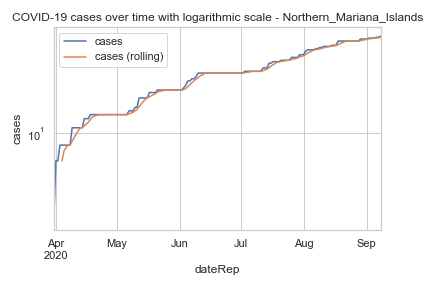 COVID-19 cases over time with logarithmic scale - Northern_Mariana_Islands
cases
cases (rolling)
cases
10^1
Apr
2020
May
Jun
Jul
Aug
Sep
dateRep